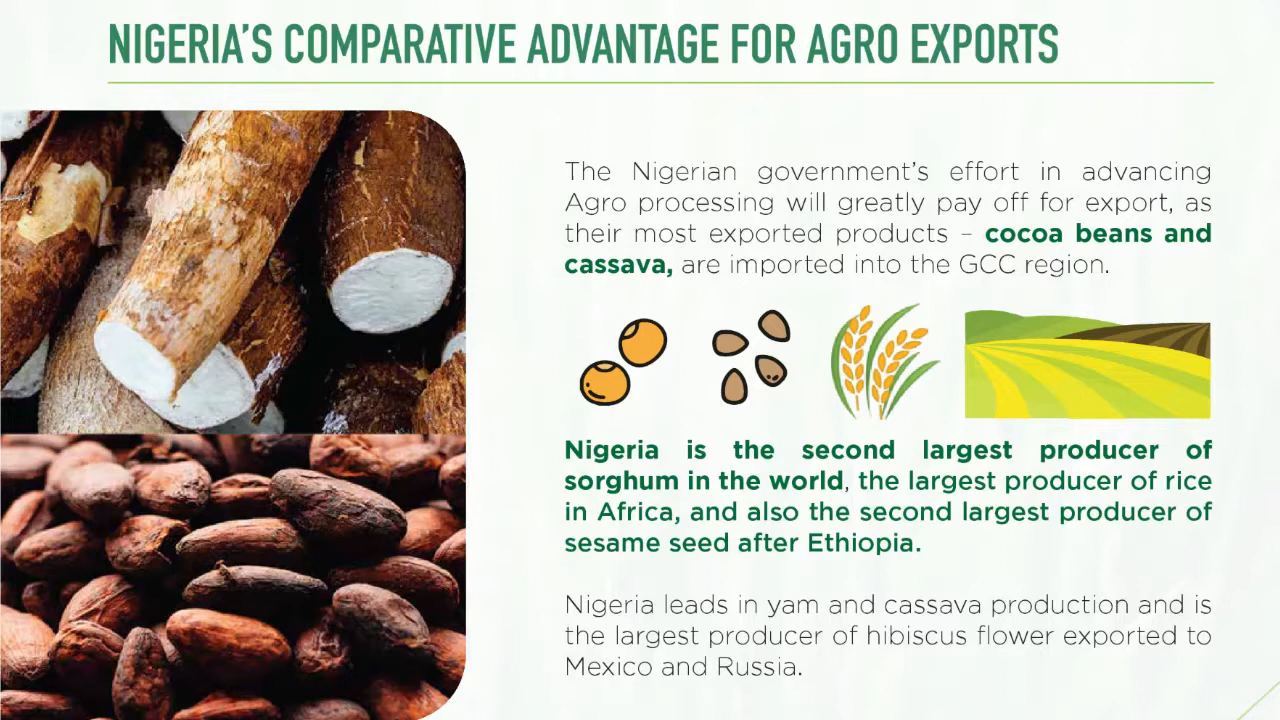 NIGERIA'S COMPARATIVE ADVANTAGE FOR AGRO EXPORTS
The Nigerian government's effort in advancing
Agro processing will greatly pay off for export, as
their most exported products – cocoa beans and
cassava, are imported into the GCC region.
Nigeria is the second largest producer of
sorghum in the world, the largest producer of rice
in Africa, and also the second largest producer of
sesame seed after Ethiopia.
Nigeria leads in yam and cassava production and is
the largest producer of hibiscus flower exported to
Mexico and Russia.